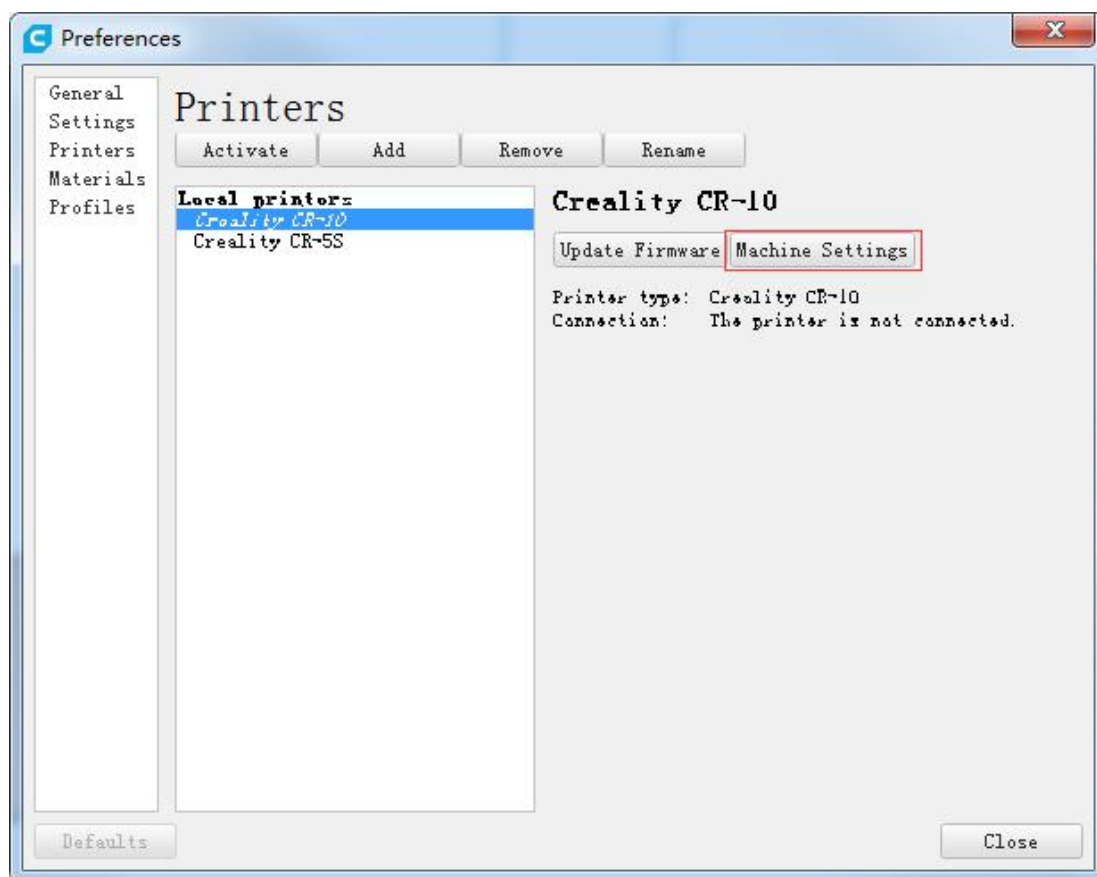 Preferences
General
Settings
Printers
Materials
Profiles
Printers
Activate Add Remove Rename
Local printers
Creality CR-10
Creality CR-5S
Creality CR-10
Update Firmware Machine Settings
Printer type: Creality CR-10
Connection: The printer is not connected.
Defaults
Close